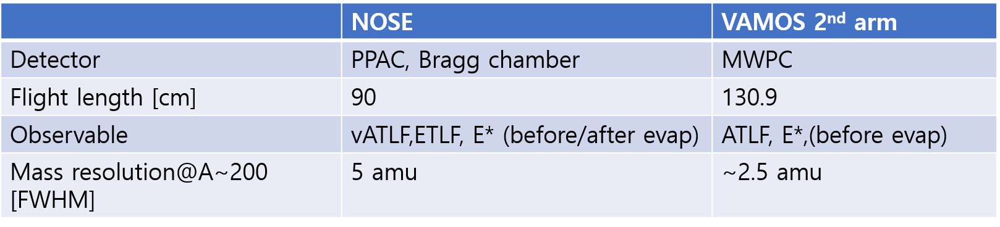 NOSE VAMOS 2nd arm
Detector PPAC, Bragg chamber MWPC
Flight length [cm] 90 130.9
Observable vATLF,ETLF, E* (before/after evap) ATLF, E*,(before evap)
Mass resolution@A~200 5 amu ~2.5 amu
[FWHM]